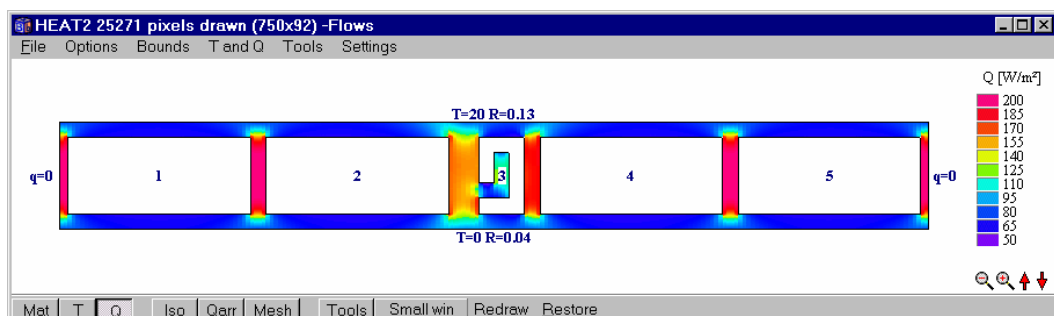 HEAT2 25271 pixels drawn (750x92) -Flows
File Options Bounds T and Q Tools Settings
Q [W/m²]
T=20 R=0.13
q=0 1 2 3 4 5 q=0
T=0 R=0.04
200
185
170
155
140
125
110
95
80
65
50
Mat T Q Iso Qarr Mesh Tools Small win Redraw Restore